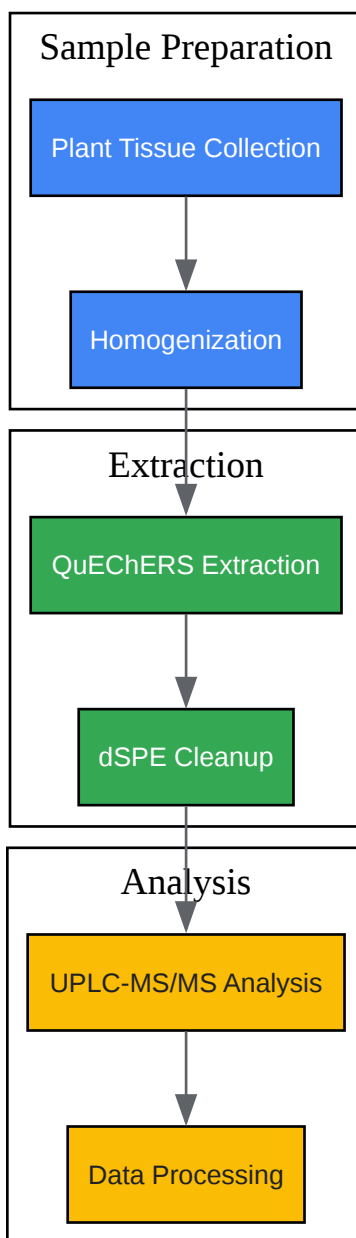 Sample Preparation
Plant Tissue Collection
Homogenization
Extraction
QuEChERS Extraction
dSPE Cleanup
Analysis
UPLC-MS/MS Analysis
Data Processing